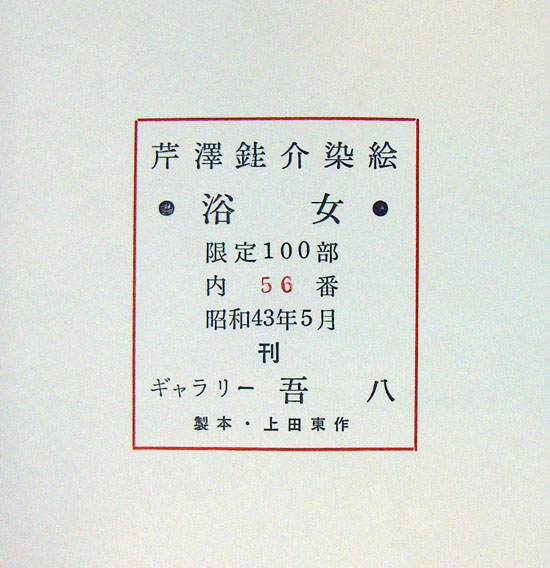 芹澤銈介染絵
●浴女●
限定100部
内56番
昭和43年5月
刊
ギャラリー吾八
製本・上田東作